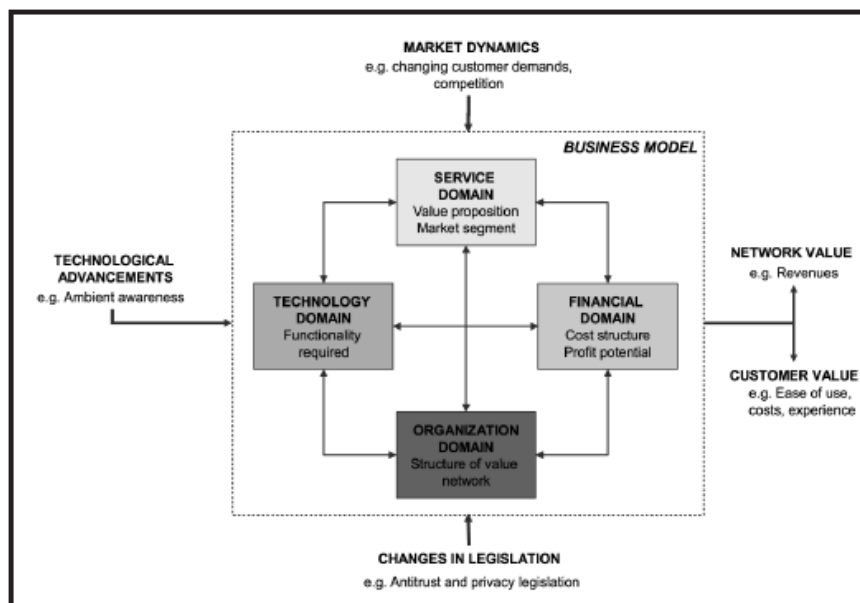 MARKET DYNAMICS
e.g. changing customer demands,
competition
BUSINESS MODEL
SERVICE
DOMAIN
Value proposition
Market segment
TECHNOLOGICAL
ADVANCEMENTS
e.g. Ambient awareness
TECHNOLOGY
DOMAIN
Functionality
required
FINANCIAL
DOMAIN
Cost structure
Profit potential
NETWORK VALUE
e.g. Revenues
CUSTOMER VALUE
e.g. Ease of use,
costs, experience
ORGANIZATION
DOMAIN
Structure of value
network
CHANGES IN LEGISLATION
e.g. Antitrust and privacy legislation